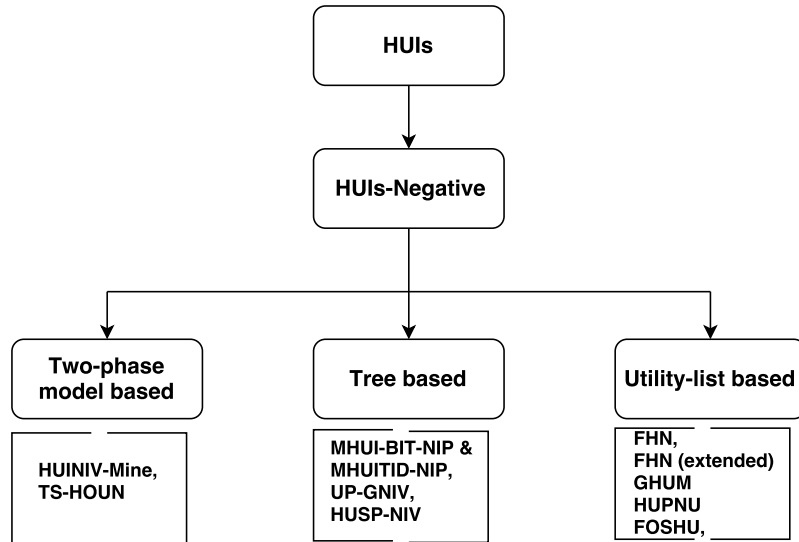 HUIs
HUIs-Negative
Two-phase
model based
Tree based
Utility-list based
HUINIV-Mine,
TS-HOUN
MHUI-BIT-NIP &
MHUITID-NIP,
UP-GNIV,
HUSP-NIV
FHN,
FHN (extended)
GHUM
HUPNU
FOSHU,